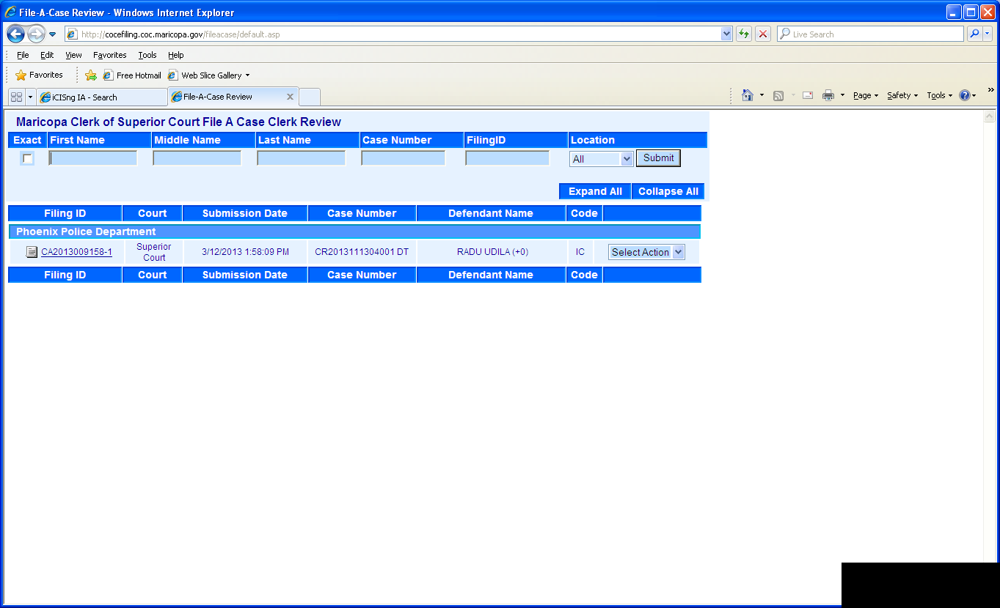 File-A-Case Review - Windows Internet Explorer
http://cocefiling.coc.maricopa.gov/fileacase/default.asp
Live Search
File Edit View Favorites Tools Help
Favorites Free Hotmail Web Slice Gallery
iCISng IA - Search File-A-Case Review Page Safety Tools
Maricopa Clerk of Superior Court File A Case Clerk Review
Exact First Name Middle Name Last Name Case Number FilingID Location
All Submit
Expand All Collapse All
Filing ID Court Submission Date Case Number Defendant Name Code
Phoenix Police Department
CA2013009158-1 Superior Court 3/12/2013 1:58:09 PM CR2013111304001 DT RADU UDILA (+0) IC Select Action
Filing ID Court Submission Date Case Number Defendant Name Code